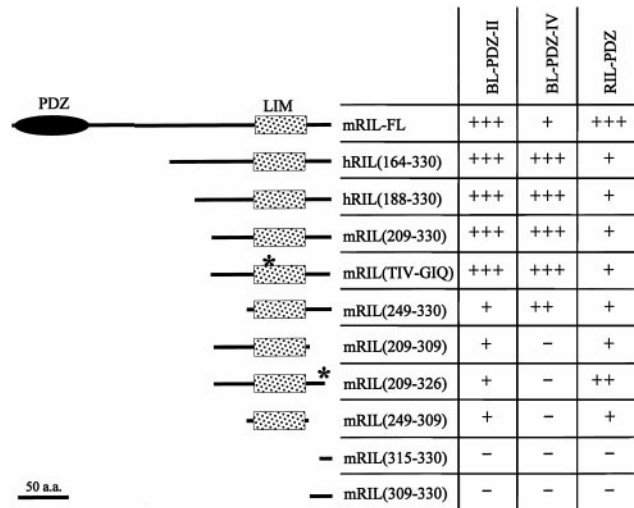 BL-PDZ-II BL-PDZ-IV RIL-PDZ
PDZ LIM
mRIL-FL +++ + +++
hRIL(164-330) +++ +++ +
hRIL(188-330) +++ +++ +
mRIL(209-330) +++ +++ +
* mRIL(TIV-GIQ) +++ +++ +
mRIL(249-330) + ++ +
mRIL(209-309) + – +
* mRIL(209-326) + – ++
mRIL(249-309) + – +
mRIL(315-330) – – –
50 a.a. mRIL(309-330) – – –